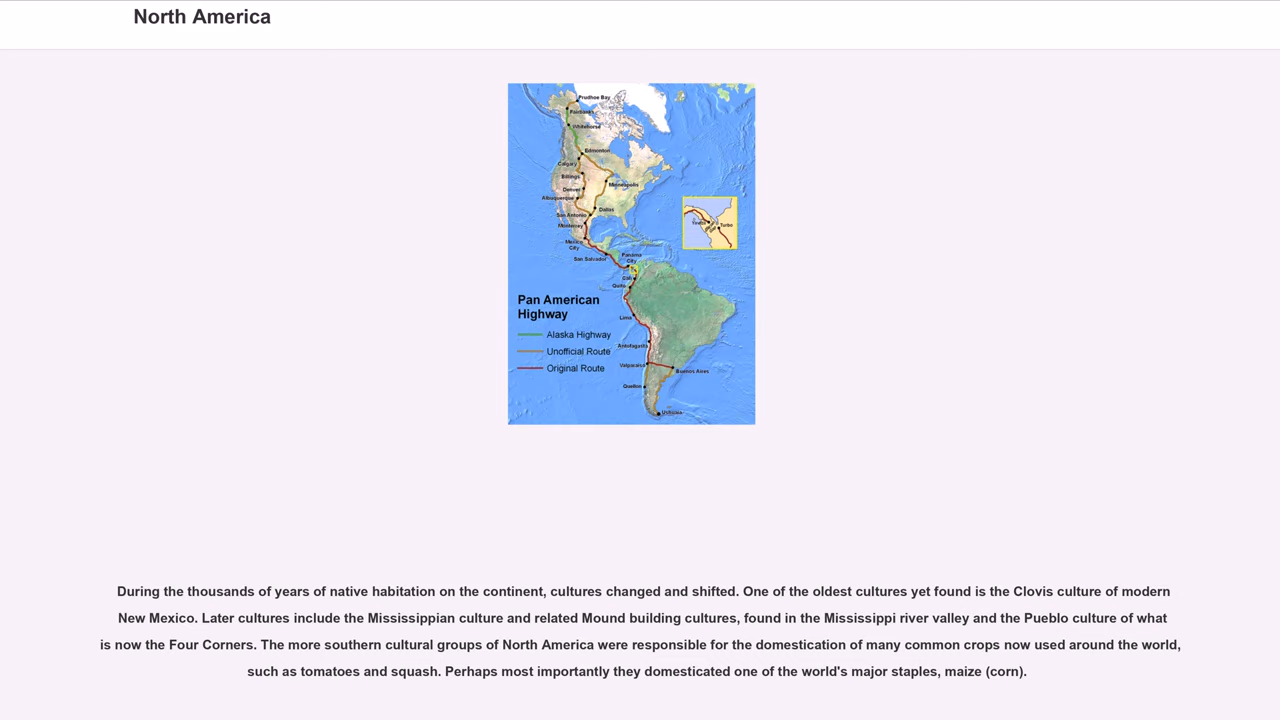 North America
Prudhoe Bay
Fairbanks
Whitehorse
Edmonton
Calgary
Billings
Minneapolis
Denver
Albuquerque
Dallas
San Antonio
Monterrey
Mexico
City
San Salvador
Panama
City
Turbo
Cali
Quito
Pan American
Highway
Lima
Alaska Highway
Antofagasta
Unofficial Route
Valparaiso
Original Route
Buenos Aires
Quellon
Ushuaia
During the thousands of years of native habitation on the continent, cultures changed and shifted. One of the oldest cultures yet found is the Clovis culture of modern
New Mexico. Later cultures include the Mississippian culture and related Mound building cultures, found in the Mississippi river valley and the Pueblo culture of what
is now the Four Corners. The more southern cultural groups of North America were responsible for the domestication of many common crops now used around the world,
such as tomatoes and squash. Perhaps most importantly they domesticated one of the world's major staples, maize (corn).